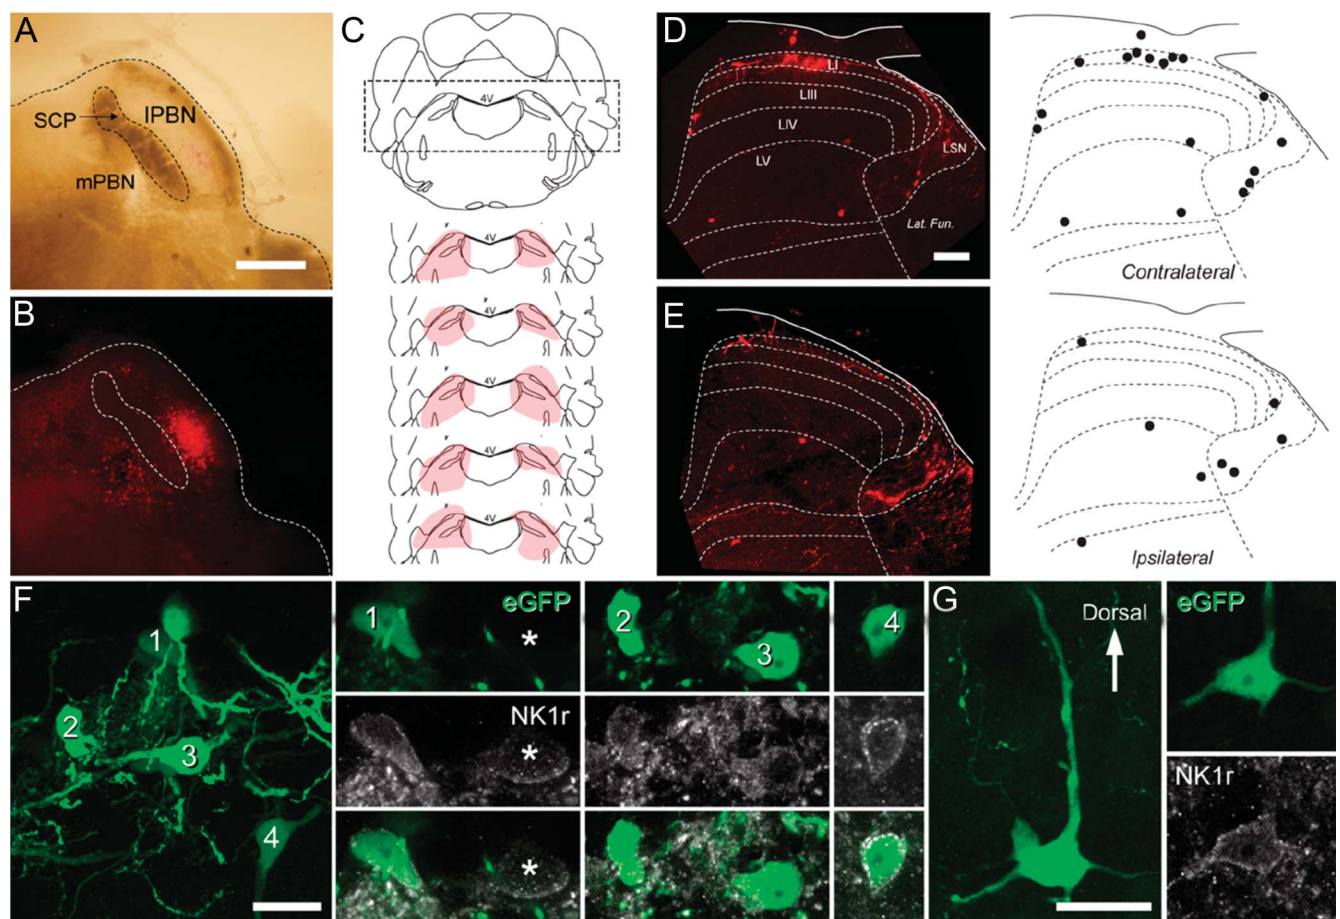 A
SCP
lPBN
mPBN
B
C
4V
4V
4V
4V
4V
4V
D
LI
LIII
LIV
LV
LSN
Lat. Fun.
Contralateral
E
Ipsilateral
F
1
2
3
4
eGFP
1
*
2
3
4
NK1r
*
*
G
Dorsal
eGFP
NK1r